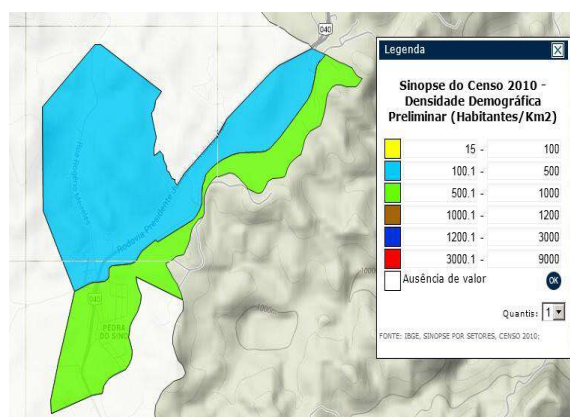 040
Rodovia Presidente
040
PEDRA
DO SINO
Legenda
Sinopse do Censo 2010 -
Densidade Demográfica
Preliminar (Habitantes/Km2)
15 - 100
100.1 - 500
500.1 - 1000
1000.1 - 1200
1200.1 - 3000
3000.1 - 9000
Ausência de valor OK
Quantis: 1
FONTE: IBGE, SINOPSE POR SETORES, CENSO 2010;